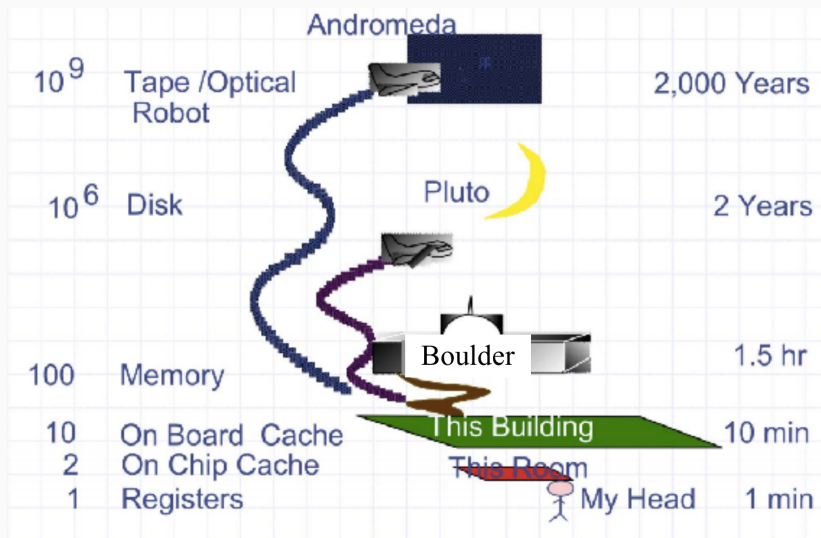 Andromeda
10⁹ Tape /Optical Robot 2,000 Years
10⁶ Disk Pluto 2 Years
Boulder 1.5 hr
100 Memory
10 On Board Cache This Building 10 min
2 On Chip Cache This Room
1 Registers My Head 1 min